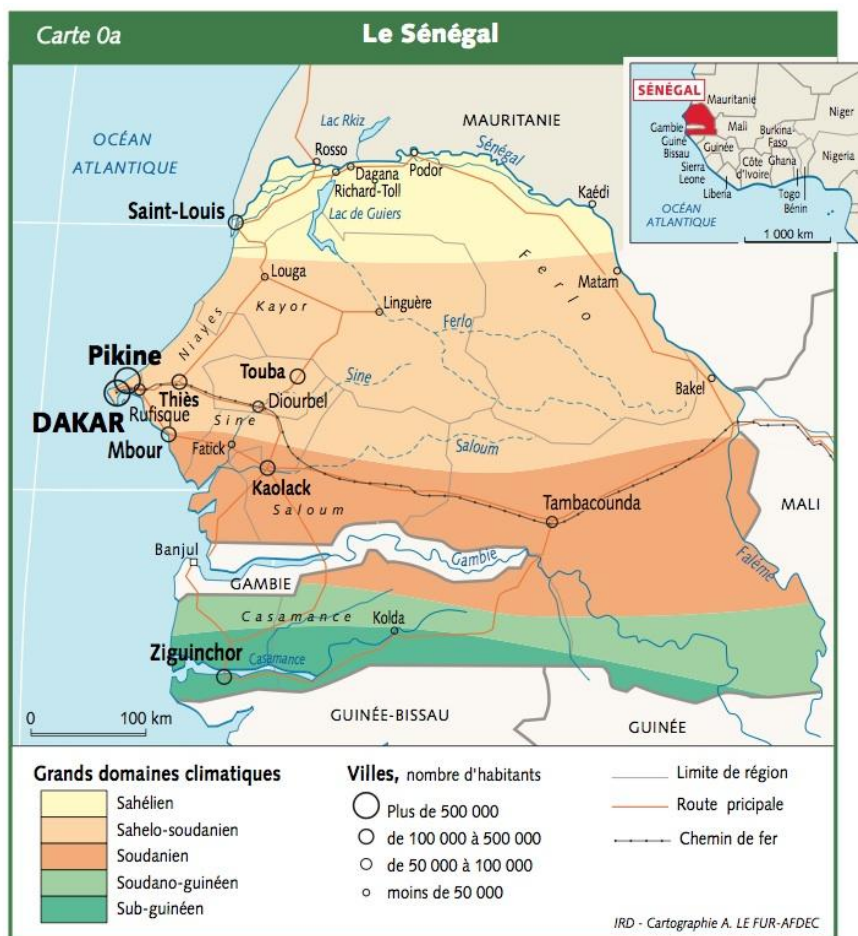 Carte 0a
Le Sénégal
OCÉAN
ATLANTIQUE
Lac Rkiz
MAURITANIE
Rosso
Dagana
Podor
Sénégal
Richard-Toll
Kaédi
Saint-Louis
Lac de Guiers
Louga
Matam
Ferlo
Kayor
Linguère
Niayes
Ferlo
Pikine
Touba
Sine
Bakel
DAKAR
Rufisque
Thiès
Diourbel
Sine
Mbour
Fatick
Saloum
Kaolack
Saloum
Tambacounda
MALI
Banjul
Gambie
Falémé
GAMBIE
Casamance
Kolda
Ziguinchor
Casamance
GUINÉE-BISSAU
GUINÉE
0
100 km
SÉNÉGAL
Mauritanie
Niger
Gambie
Mali
Burkina-
Faso
Guiné
Bissau
Guinée
Sierra
Leone
Côte
d'Ivoire
Ghana
Nigeria
Liberia
Togo
Bénin
OCÉAN
ATLANTIQUE
1 000 km
Grands domaines climatiques
Sahélien
Sahelo-soudanien
Soudanien
Soudano-guinéen
Sub-guinéen
Villes, nombre d'habitants
Plus de 500 000
de 100 000 à 500 000
de 50 000 à 100 000
moins de 50 000
Limite de région
Route pricipale
Chemin de fer
IRD - Cartographie A. LE FUR-AFDEC